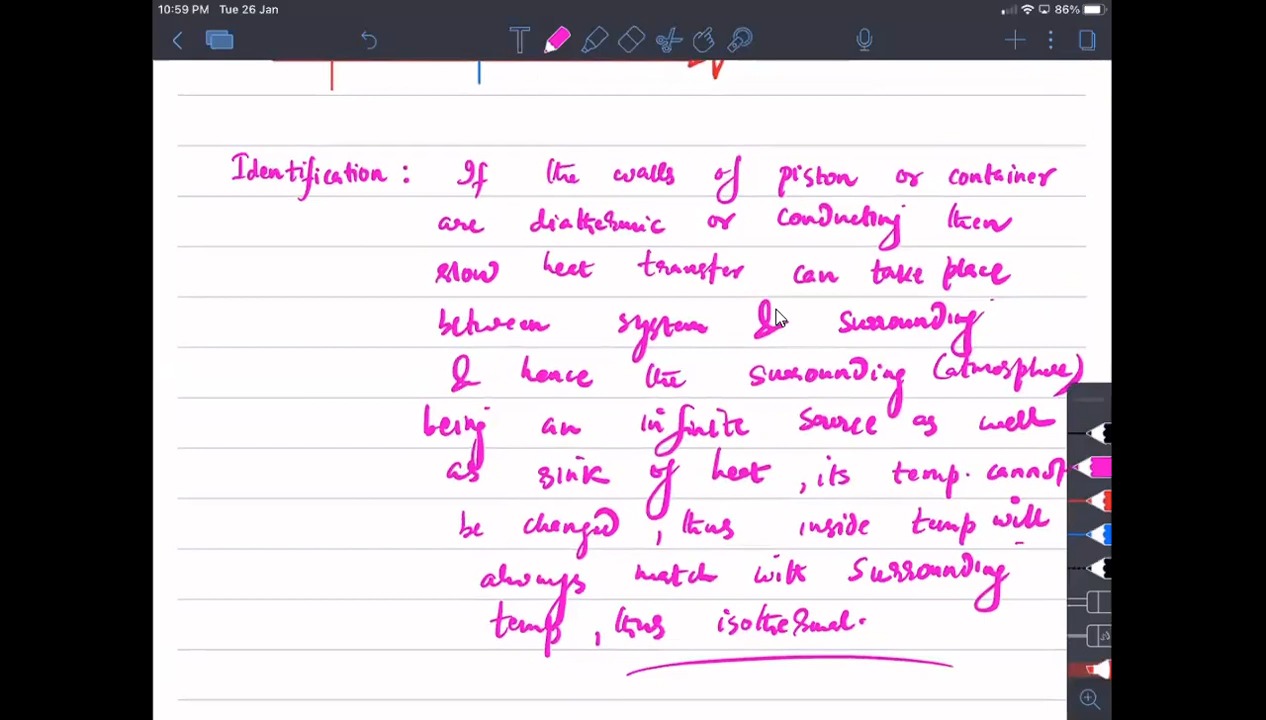 10:59 PM Tue 26 Jan
86%
Identification : If the walls of piston or container
are diathermic or conducting then
slow heat transfer can take place
between system & surrounding
& hence the surrounding (atmosphere)
being an infinite source as well
as sink of heat, its temp. cannot
be changed, thus inside temp will
always match with surrounding
temp, thus isothermal.